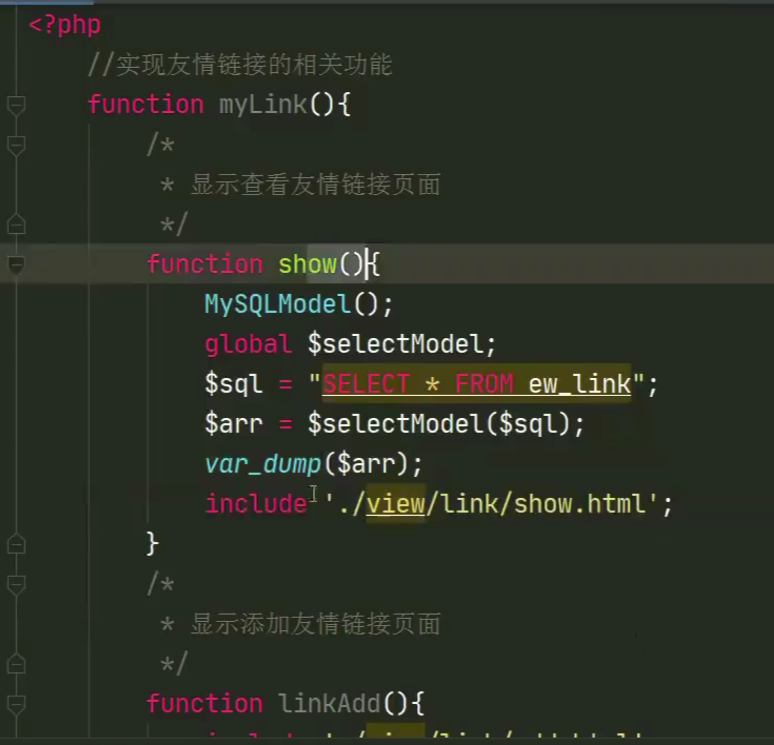 <?php
//实现友情链接的相关功能
function myLink(){
/*
* 显示查看友情链接页面
*/
function show(){
MySQLModel();
global $selectModel;
$sql = "SELECT * FROM ew_link";
$arr = $selectModel($sql);
var_dump($arr);
include './view/link/show.html';
}
/*
* 显示添加友情链接页面
*/
function linkAdd(){